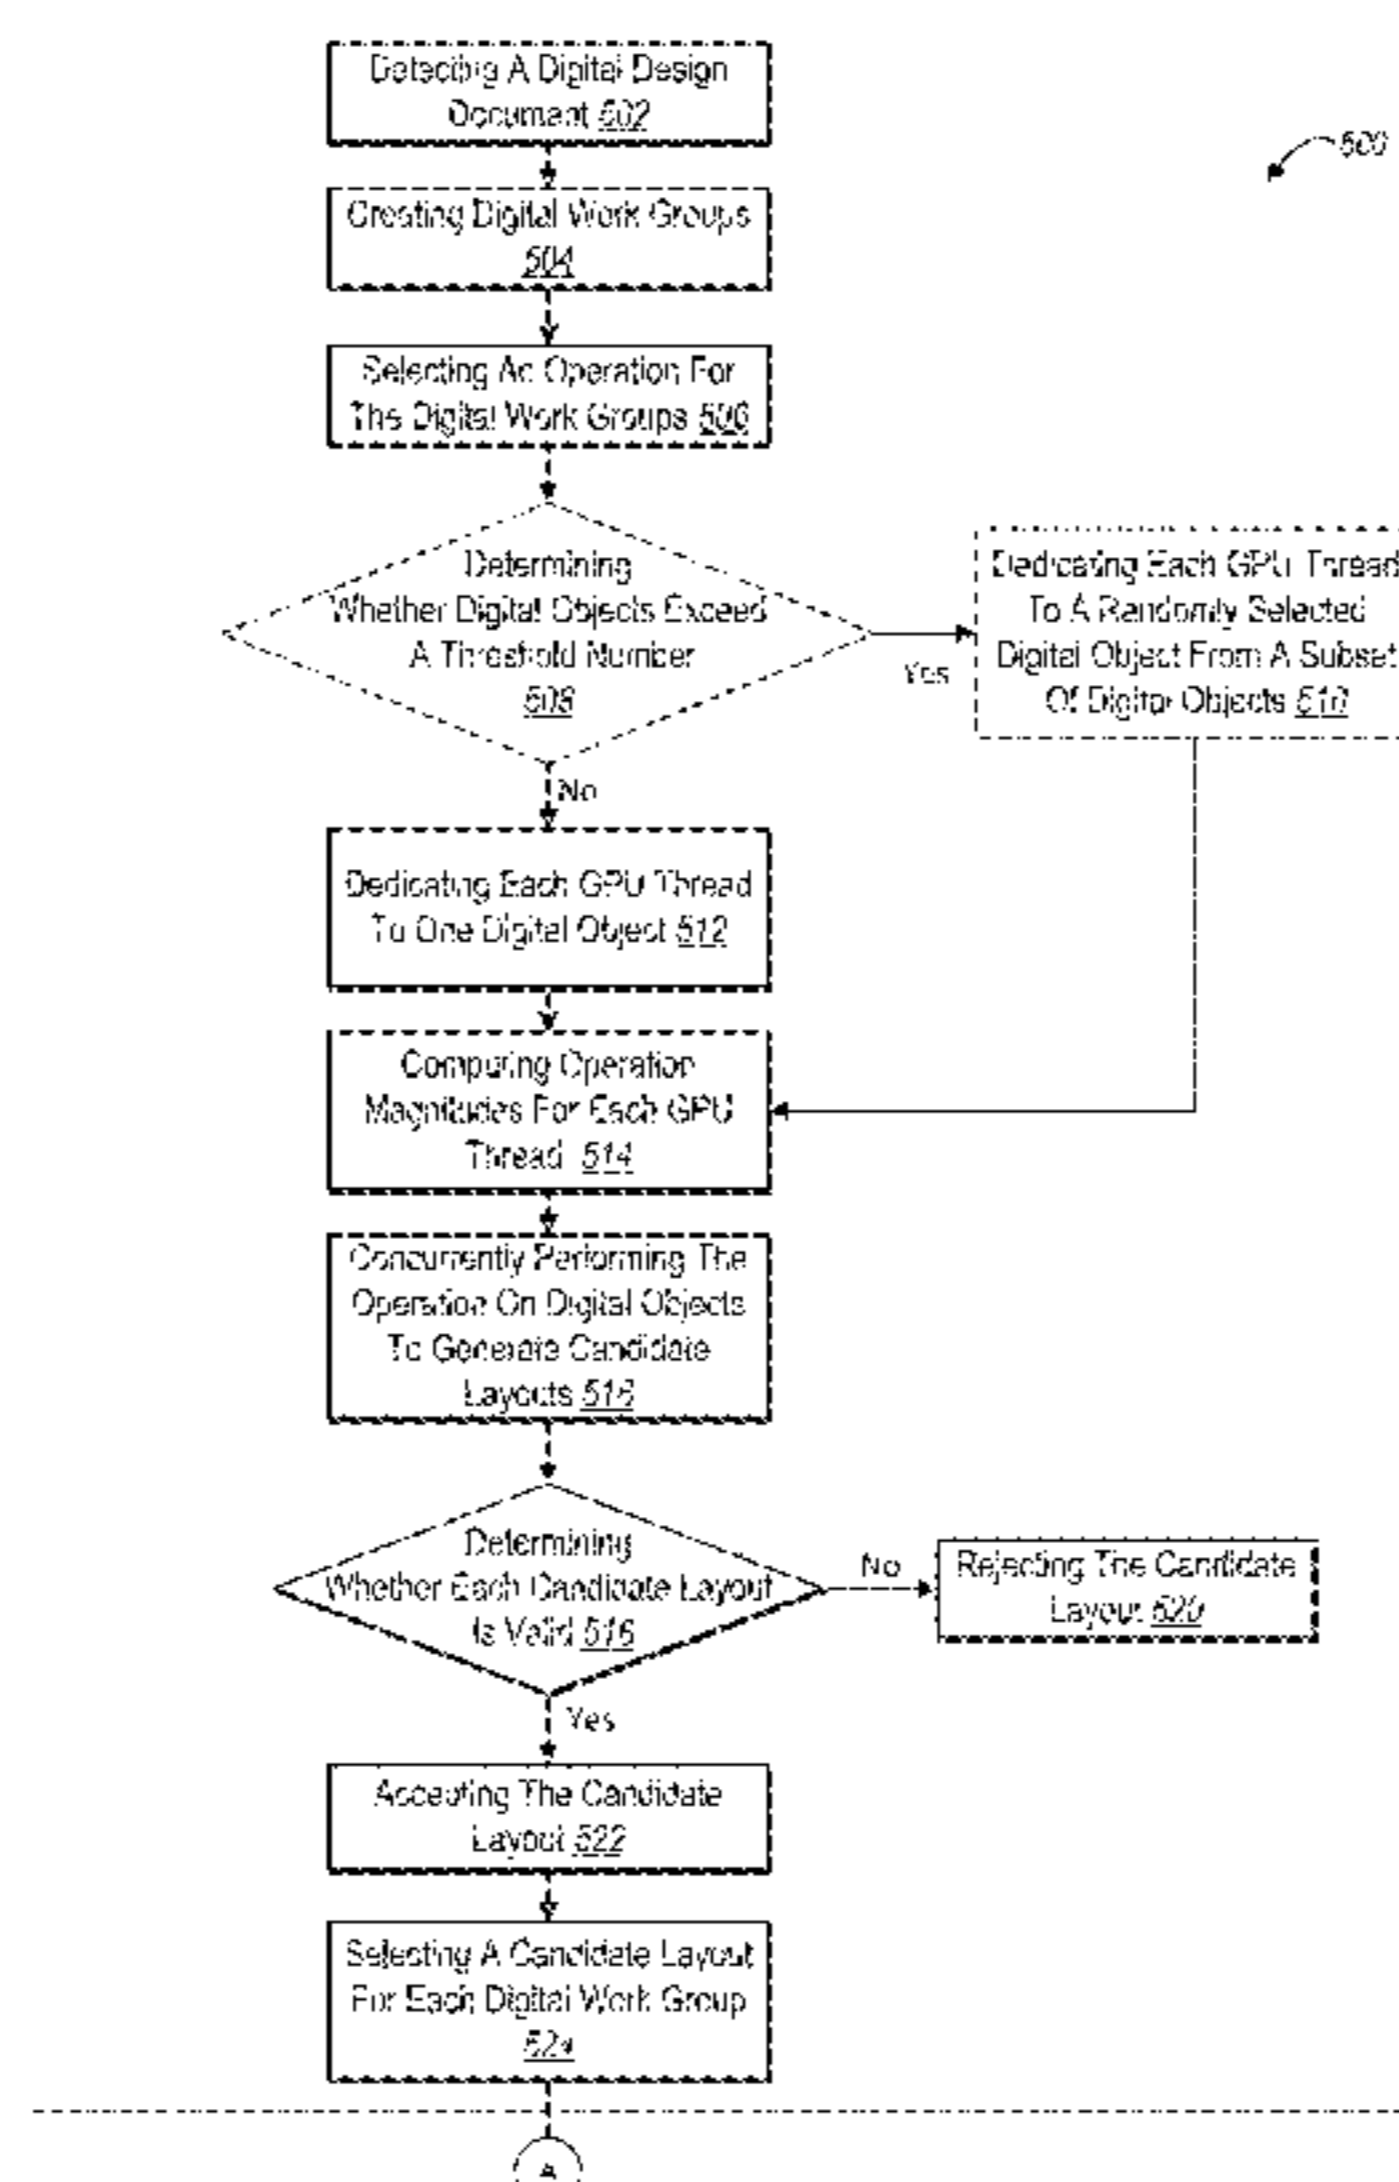 Detecting A Digital Design
Document 502
500
Creating Digital Work Groups
504
Selecting An Operation For
The Digital Work Groups 506
Determining
Whether Digital Objects Exceed
A Threshold Number
508
Yes
Dedicating Each GPU Thread
To A Randomly Selected
Digital Object From A Subset
Of Digital Objects 510
No
Dedicating Each GPU Thread
To One Digital Object 512
Computing Operation
Magnitudes For Each GPU
Thread 514
Concurrently Performing The
Operation On Digital Objects
To Generate Candidate
Layouts 516
Determining
Whether Each Candidate Layout
Is Valid
No
Rejecting The Candidate
Layout 520
Yes
Accepting The Candidate
Layout 522
Selecting A Candidate Layout
For Each Digital Work Group
524
A